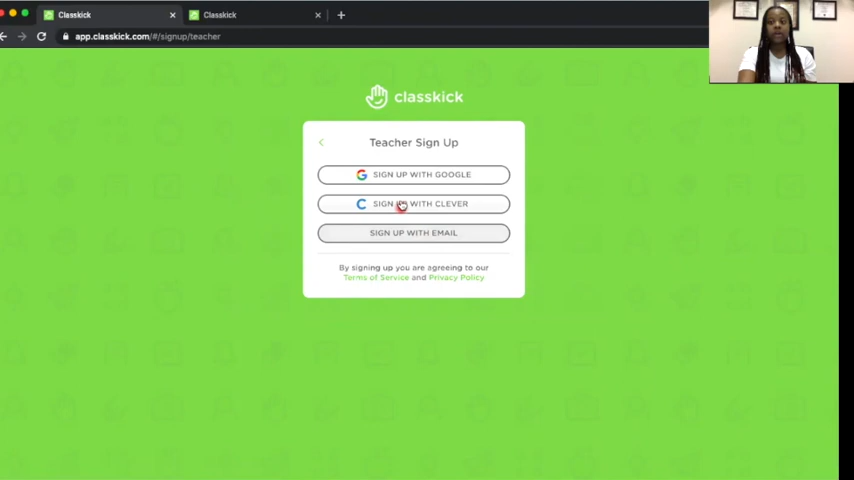 Classkick
Classkick
app.classkick.com/#/signup/teacher
classkick
Teacher Sign Up
SIGN UP WITH GOOGLE
SIGN UP WITH CLEVER
SIGN UP WITH EMAIL
By signing up you are agreeing to our
Terms of Service and Privacy Policy